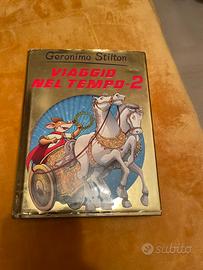 Geronimo Stilton
VIAGGIO
NEL TEMPO-2
subito